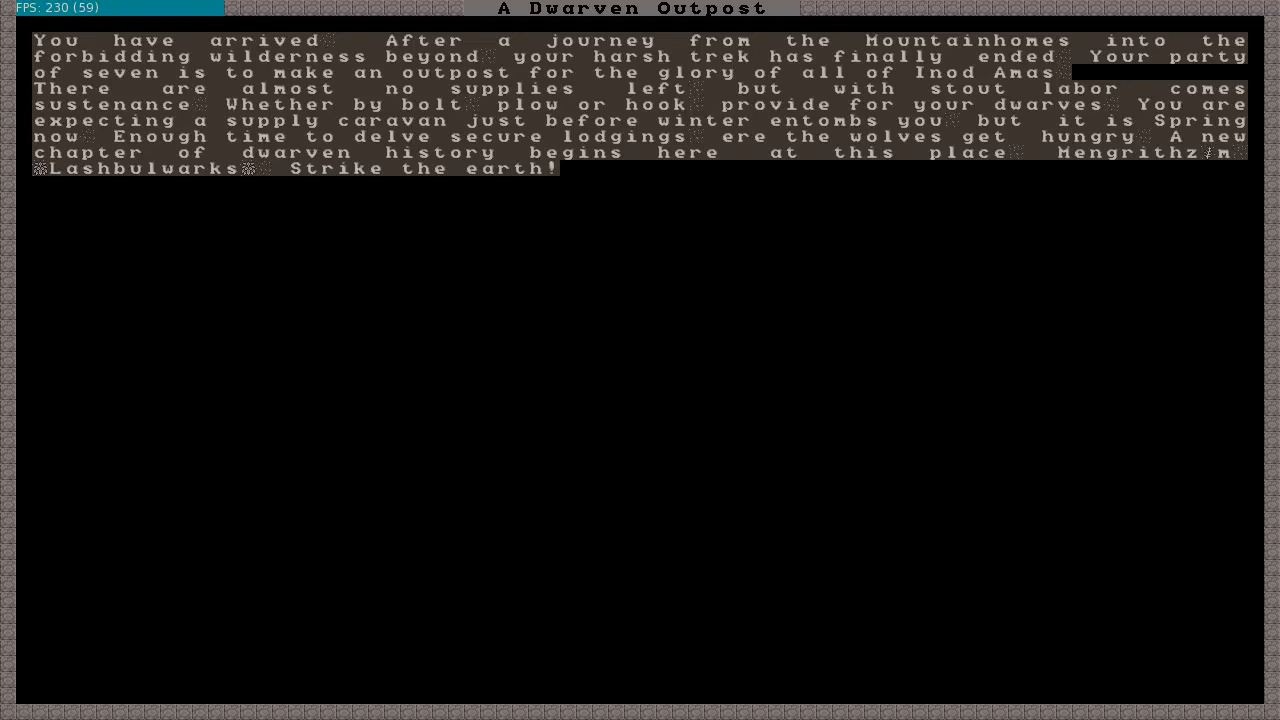 FPS: 230 (59)
A Dwarven Outpost
You have arrived After a journey from the Mountainhomes into the
forbidding wilderness beyond your harsh trek has finally ended Your party
of seven is to make an outpost for the glory of all of Inod Amas
There are almost no supplies left but with stout labor comes
sustenance Whether by bolt plow or hook provide for your dwarves You are
expecting a supply caravan just before winter entombs you but it is Spring
now Enough time to delve secure lodgings ere the wolves get hungry A new
chapter of dwarven history begins here at this place
Lashbulwarks Strike the earth!